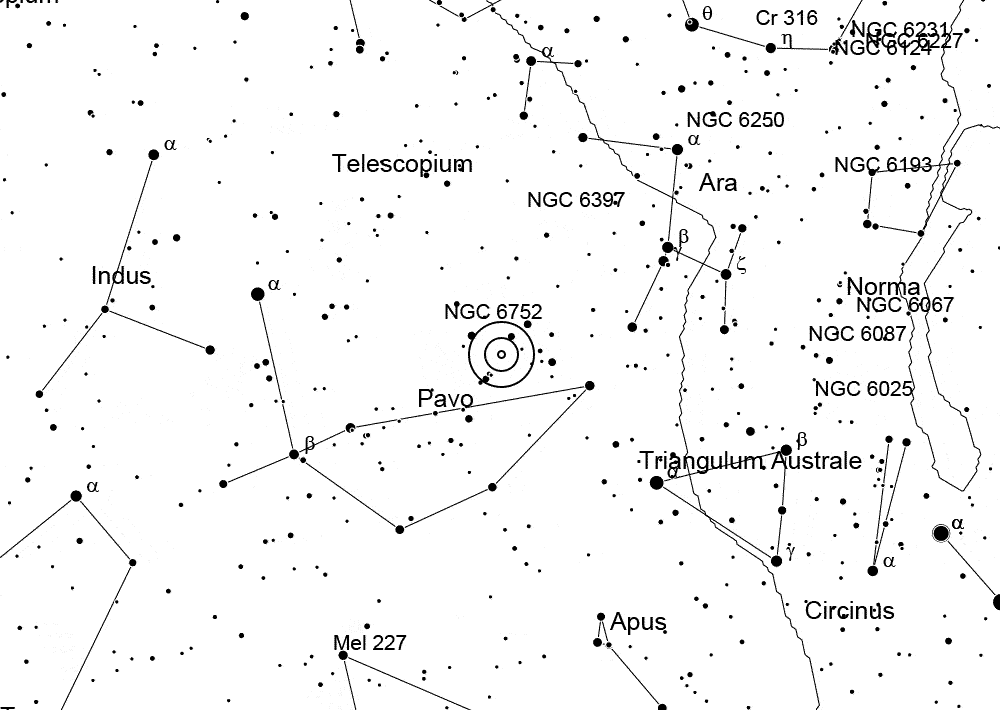 θ
Cr 316
η
NGC 6231
NGC 6227
NGC 6124
α
NGC 6250
α
α
Telescopium
NGC 6193
Ara
NGC 6397
β
γ
ζ
Indus
α
Norma
NGC 6067
NGC 6752
NGC 6087
NGC 6025
Pavo
β
β
Triangulum Australe
α
α
α
γ
α
Circinus
Apus
Mel 227